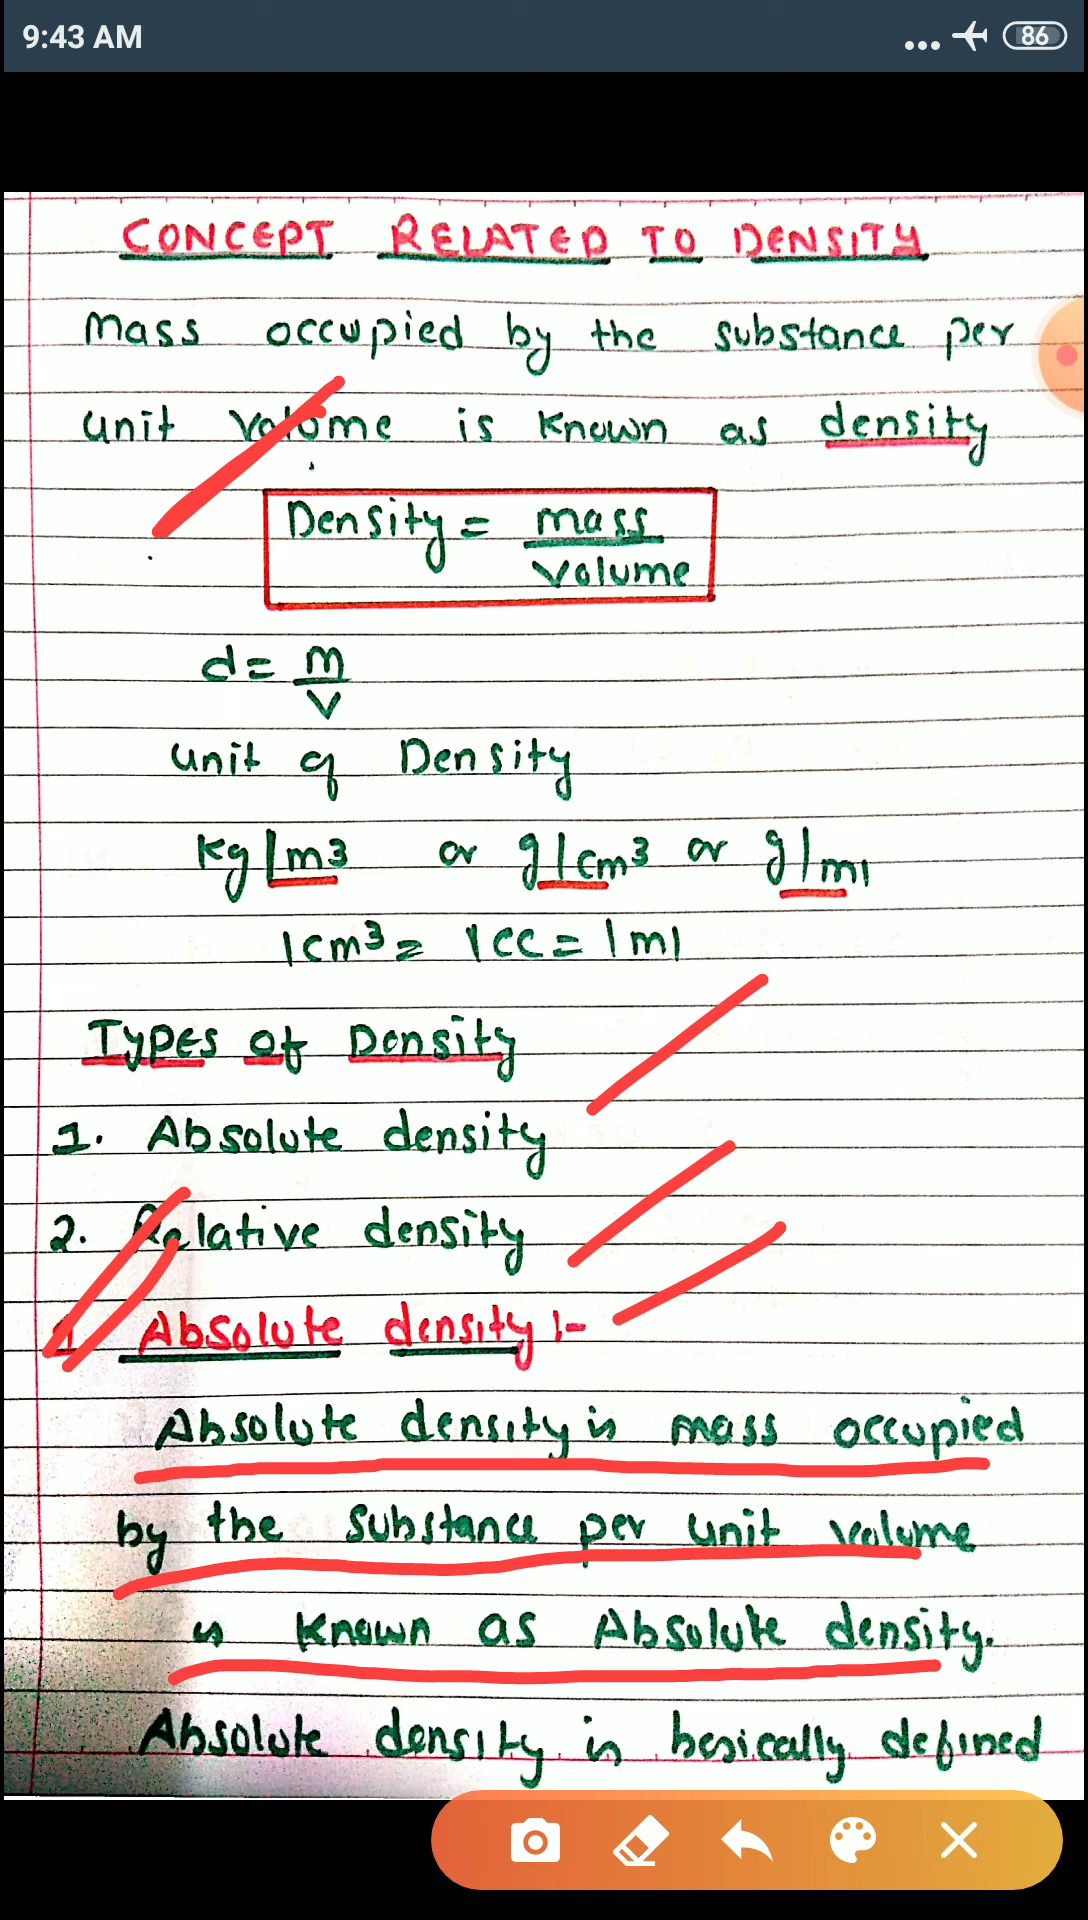 9:43 AM
86
CONCEPT RELATED TO DENSITY
Mass occupied by the substance per
unit volume is known as density
Density = mass
volume
d = m
v
unit of Density
kg/m3 or g/cm3 or g/ml
1cm3 = 1cc = 1ml
Types of Density
1. Absolute density
2. Relative density
1 Absolute density :-
Absolute density is mass occupied
by the substance per unit volume
is known as Absolute density.
Absolute density is basically defined